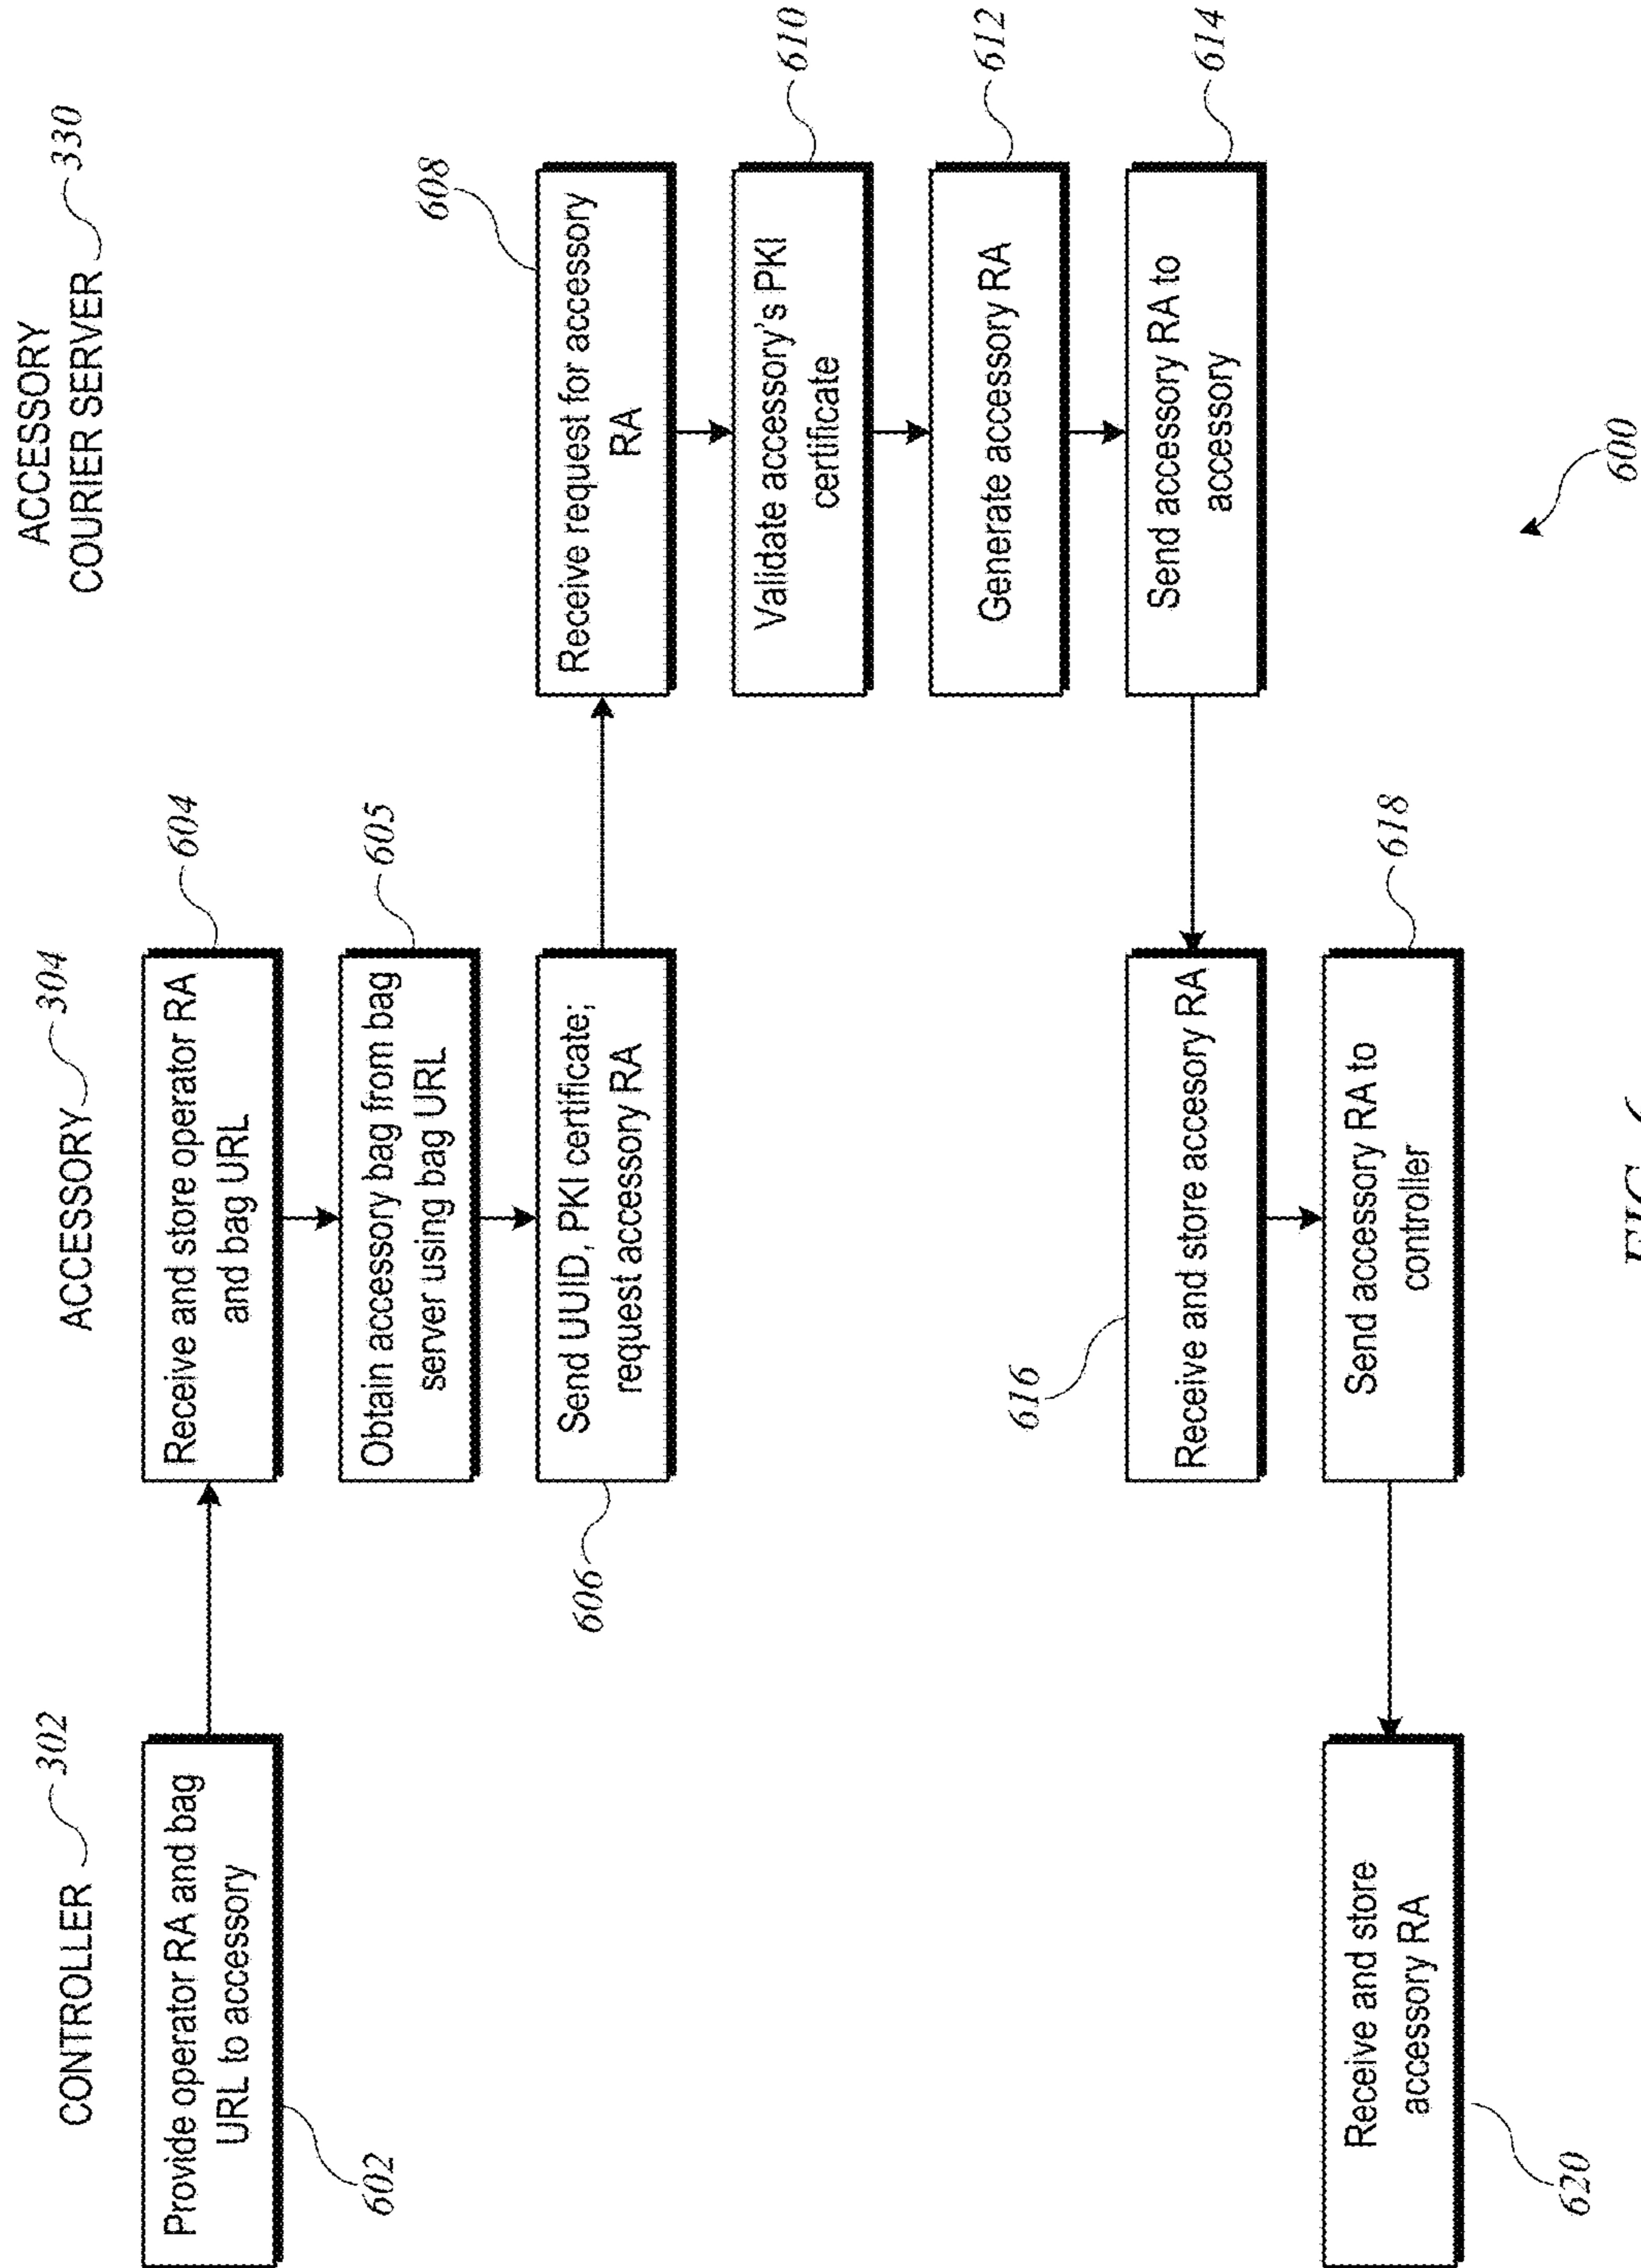 CONTROLLER 302
Provide operator RA and bag
URL to accessory
602
ACCESSORY 304
Receive and store operator RA
and bag URL
604
Obtain accessory bag from bag
server using bag URL
605
Send UUID, PKI certificate;
request accessory RA
606
ACCESSORY
COURIER SERVER 330
Receive request for accessory
RA
608
Validate accessory's PKI
certificate
610
Generate accessory RA
612
Send accessory RA to
accessory
614
Receive and store accessory RA
616
Send accessory RA to
controller
618
Receive and store
accessory RA
620
600